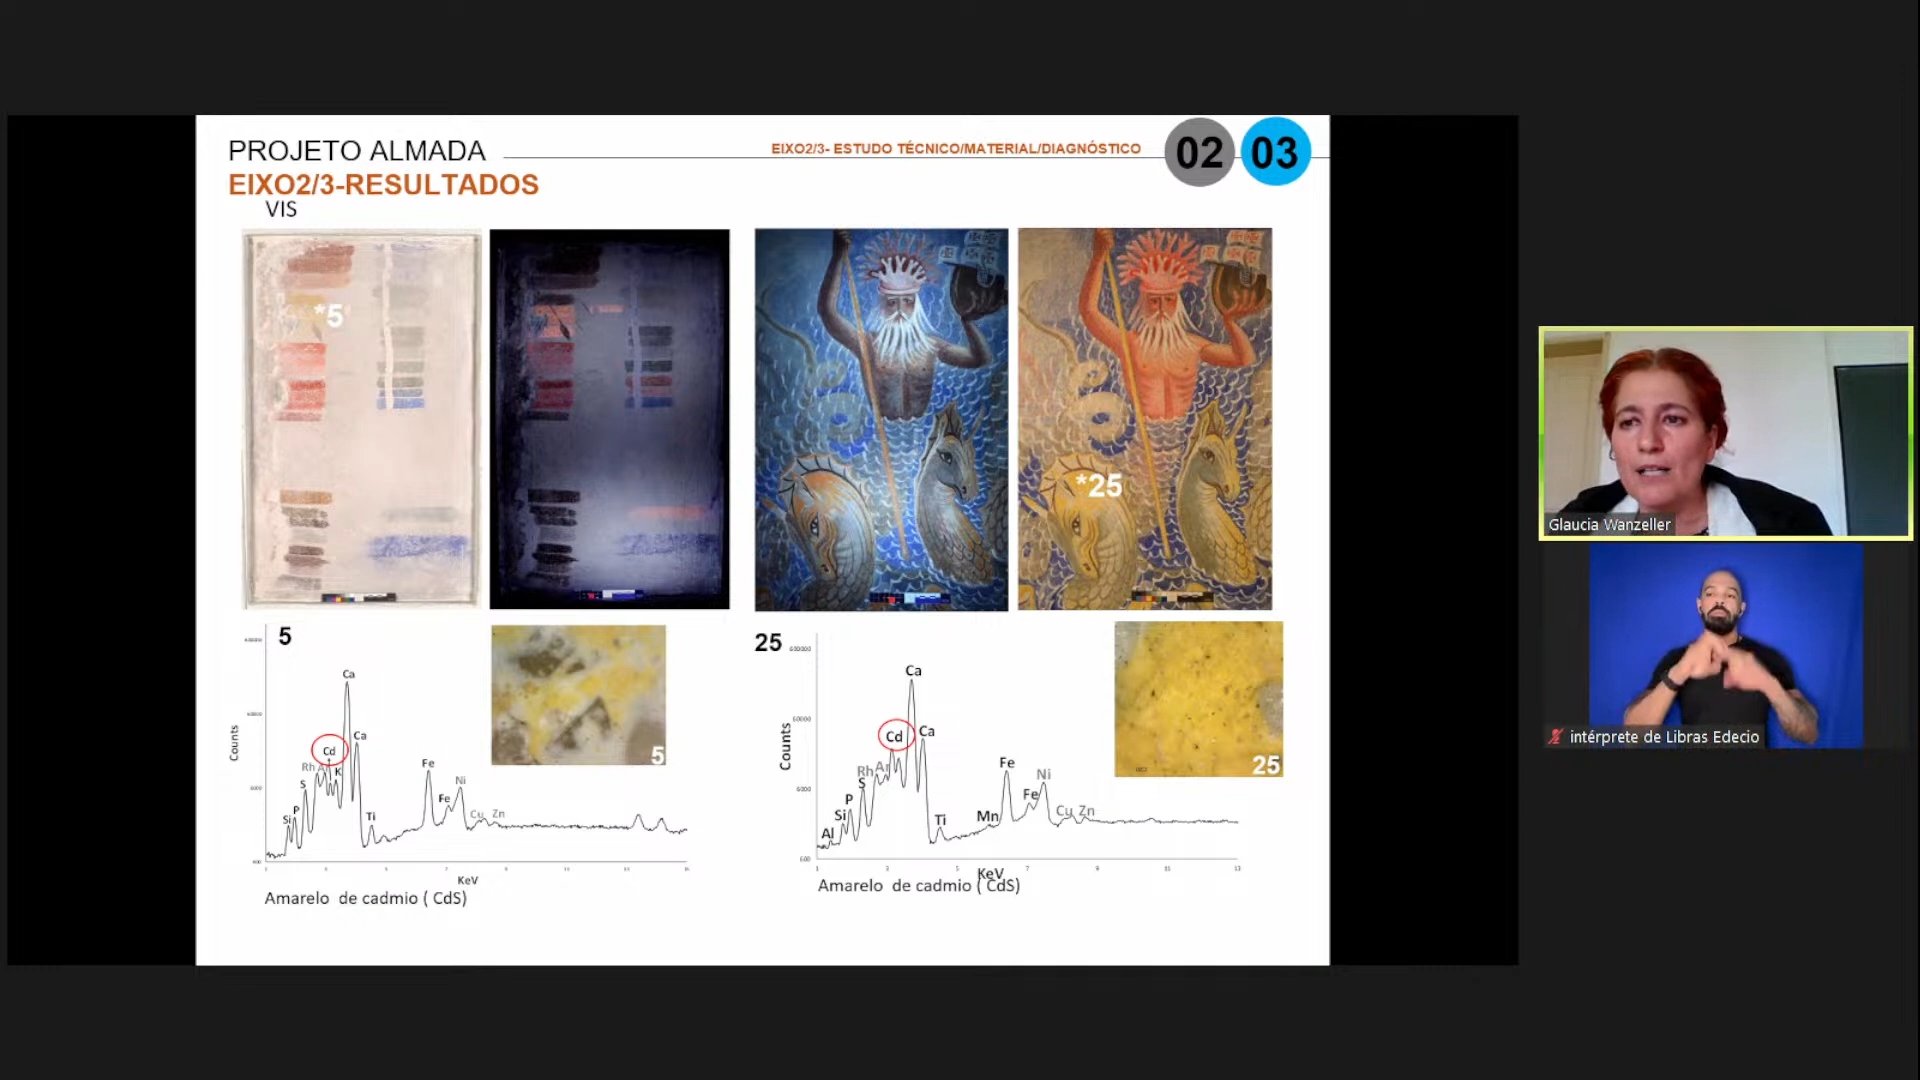 PROJETO ALMADA
EIXO2/3- ESTUDO TÉCNICO/MATERIAL/DIAGNÓSTICO
02 03
EIXO2/3-RESULTADOS
VIS
*5
*25
5
Counts
Si P S Rh Ar Cd K Ca Ca Ti Fe Fe Ni Cu Zn
KeV
5
Amarelo de cadmio ( CdS)
25
Counts
Al Si P S Rh Ar Cd Ca Ca Ti Mn Fe Fe Ni Cu Zn
KeV
25
Amarelo de cadmio ( CdS)
Glaucia Wanzeller
intérprete de Libras Edecio